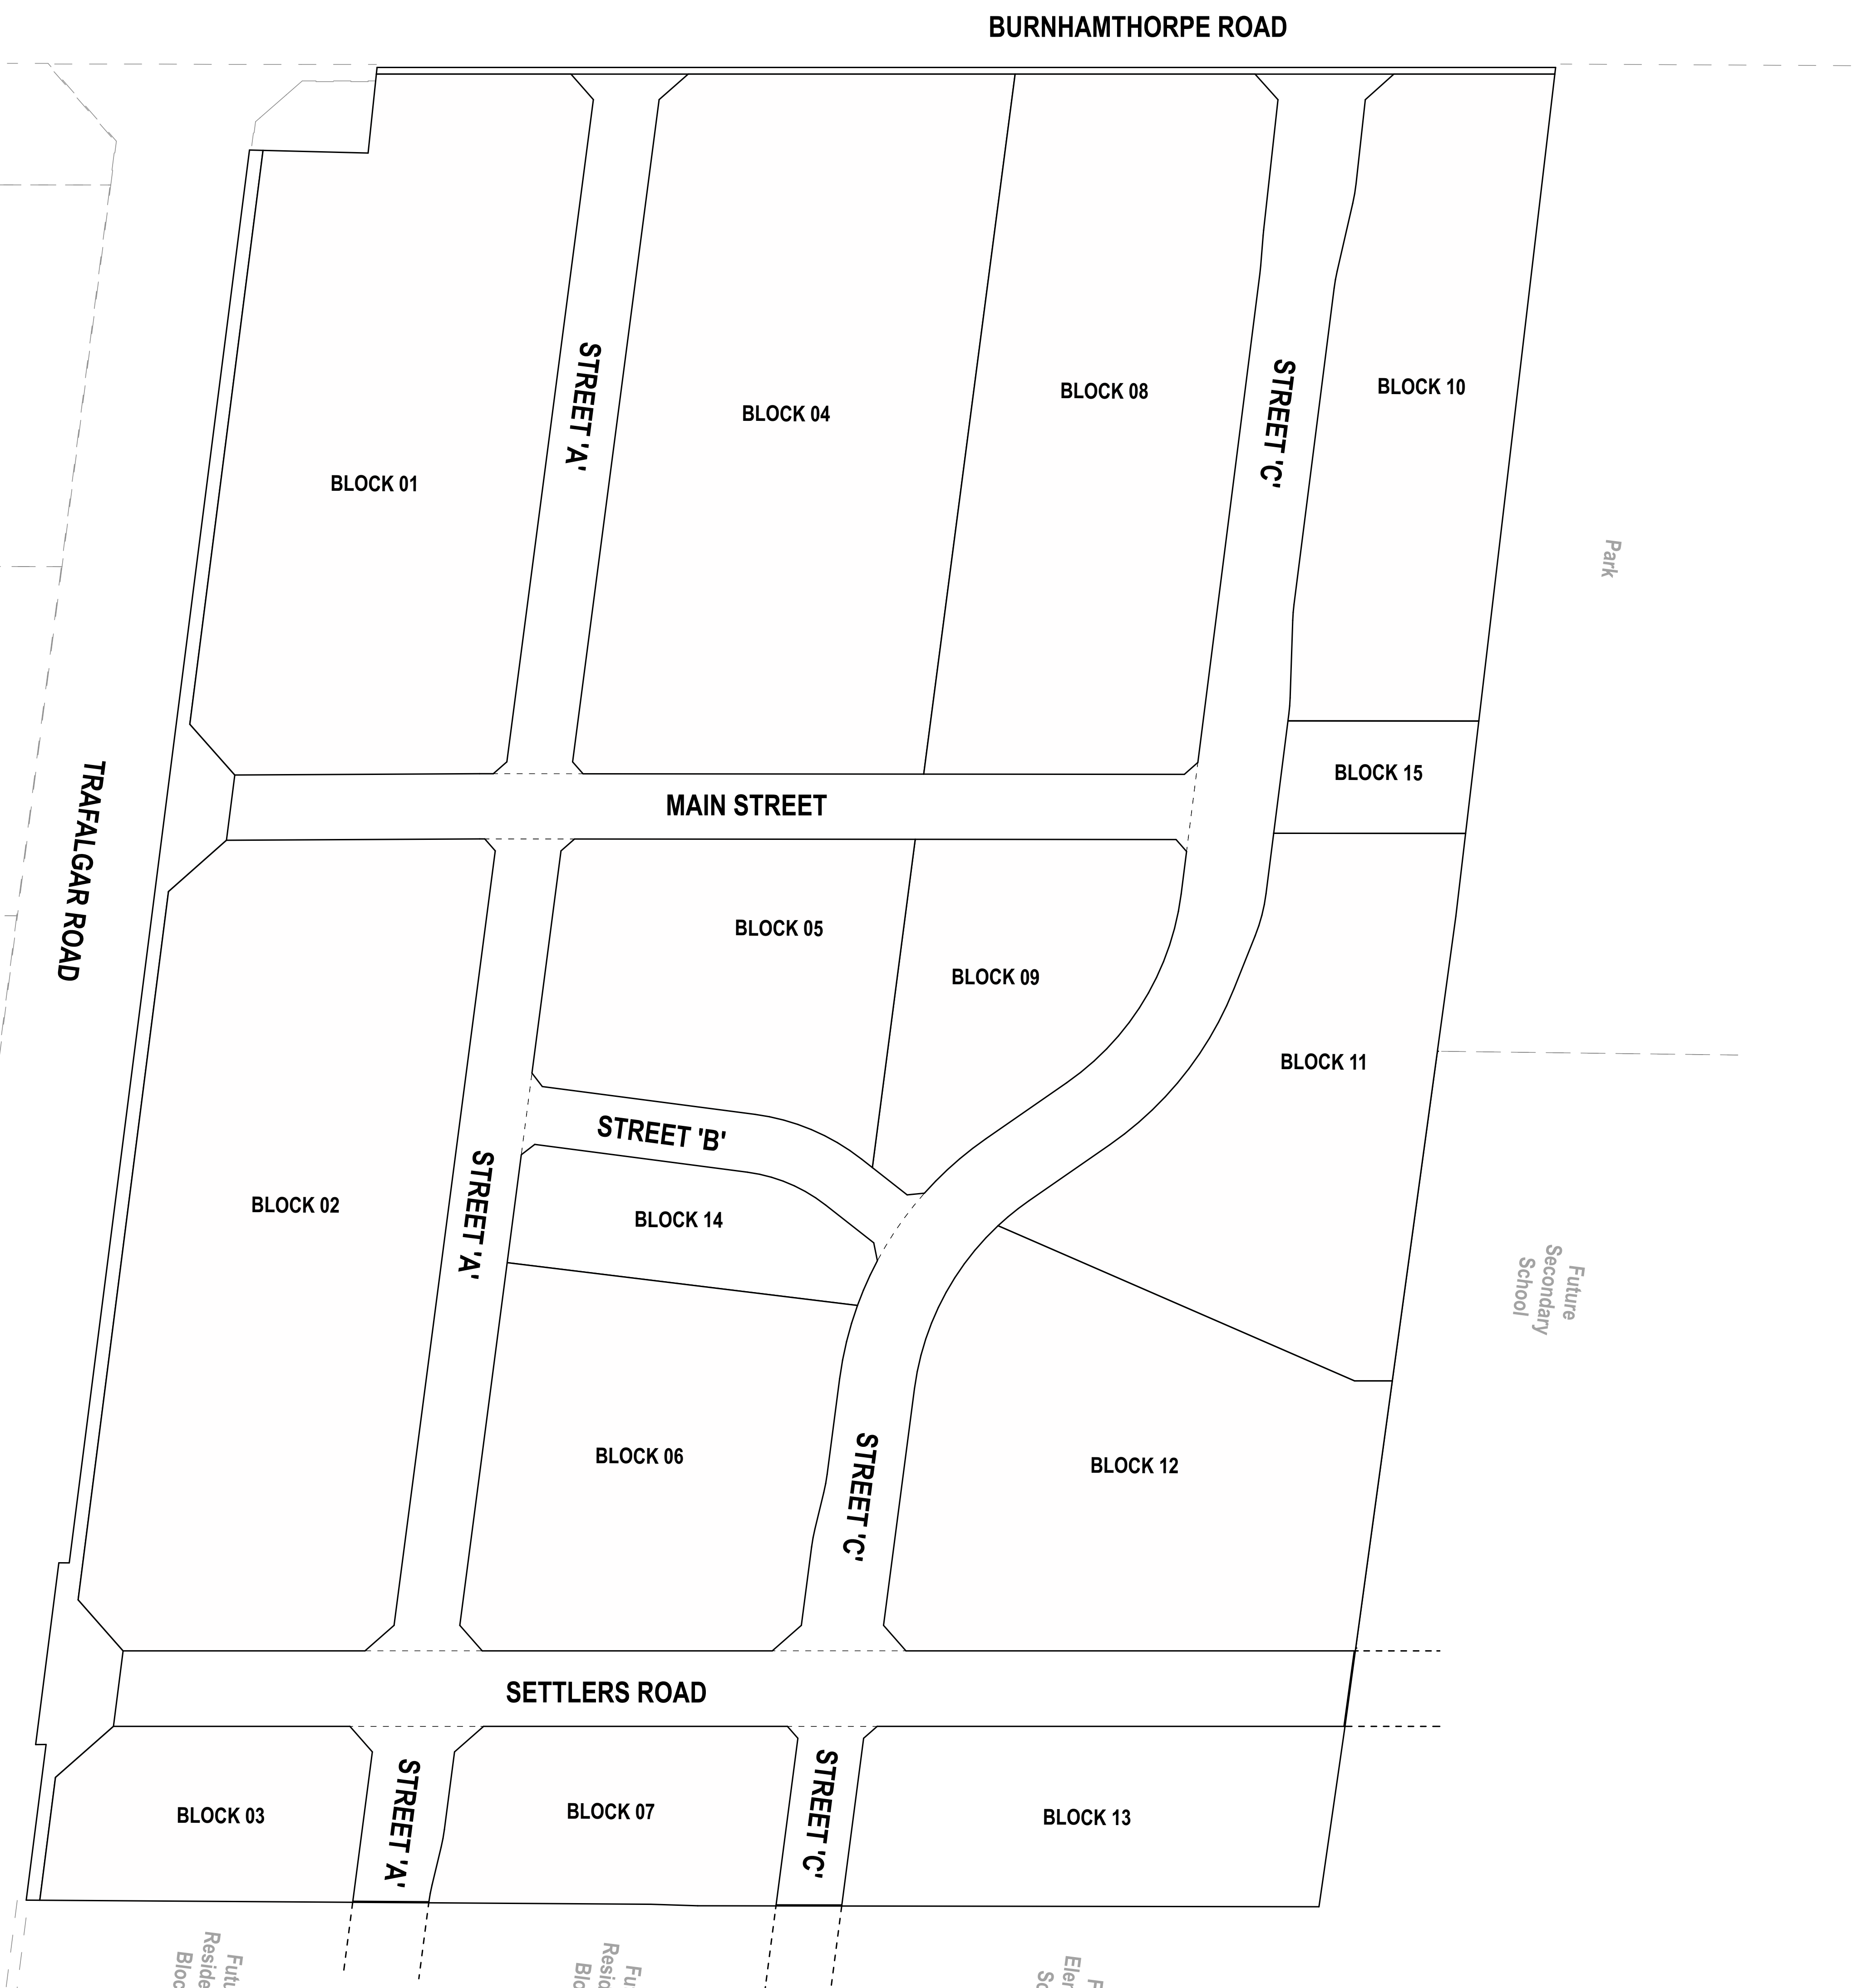 BURNHAMTHORPE ROAD
STREET 'A'
STREET 'C'
BLOCK 10
BLOCK 08
BLOCK 04
BLOCK 01
Park
TRAFALGAR ROAD
BLOCK 15
MAIN STREET
BLOCK 05
BLOCK 09
BLOCK 11
STREET 'B'
STREET 'A'
BLOCK 02
BLOCK 14
Future
Secondary
School
BLOCK 06
STREET 'C'
BLOCK 12
SETTLERS ROAD
BLOCK 03
STREET 'A'
BLOCK 07
STREET 'C'
BLOCK 13